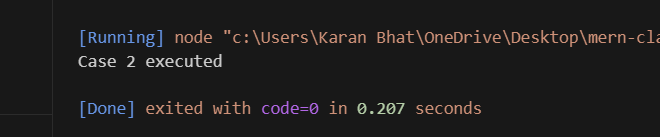 [Running] node "c:\Users\Karan Bhat\OneDrive\Desktop\mern-cla
Case 2 executed
[Done] exited with code=0 in 0.207 seconds